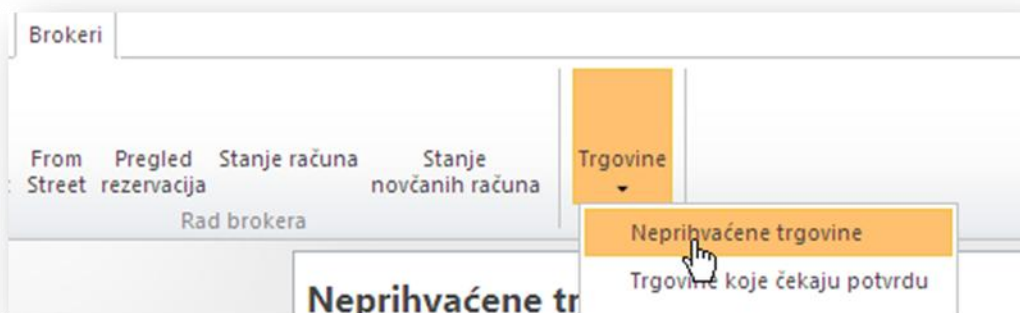 Brokeri
From Street
Pregled rezervacija
Stanje računa
Stanje novčanih računa
Trgovine
Rad brokera
Neprihvaćene trgovine
Trgovine koje čekaju potvrdu
Neprihvaćene tr